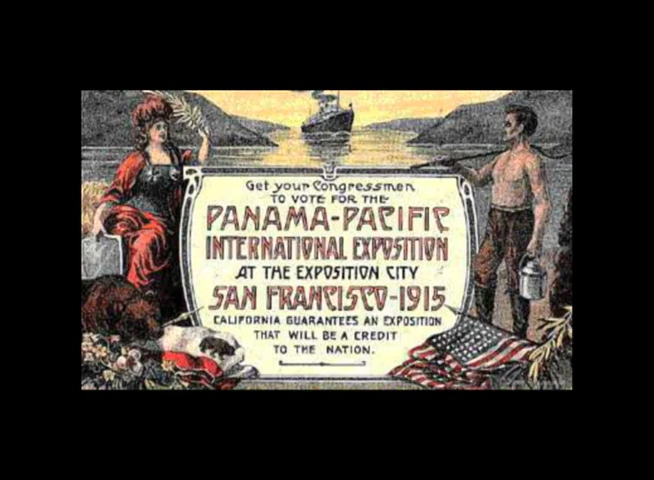 Get your Congressmen
TO VOTE FOR THE
PANAMA-PACIFIC
INTERNATIONAL EXPOSITION
AT THE EXPOSITION CITY
SAN FRANCISCO-1915
CALIFORNIA GUARANTEES AN EXPOSITION
THAT WILL BE A CREDIT
TO THE NATION.